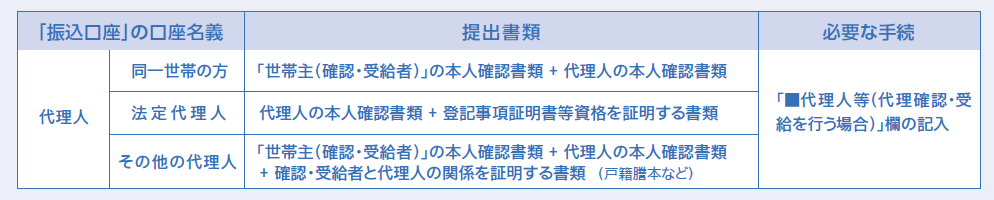 「振込口座」の口座名義 提出書類 必要な手続
代理人
同一世帯の方 「世帯主（確認・受給者）」の本人確認書類 + 代理人の本人確認書類
法定代理人 代理人の本人確認書類 + 登記事項証明書等資格を証明する書類
その他の代理人 「世帯主（確認・受給者）」の本人確認書類 + 代理人の本人確認書類
+ 確認・受給者と代理人の関係を証明する書類 （戸籍謄本など）
「■代理人等（代理確認・受
給を行う場合）」欄の記入